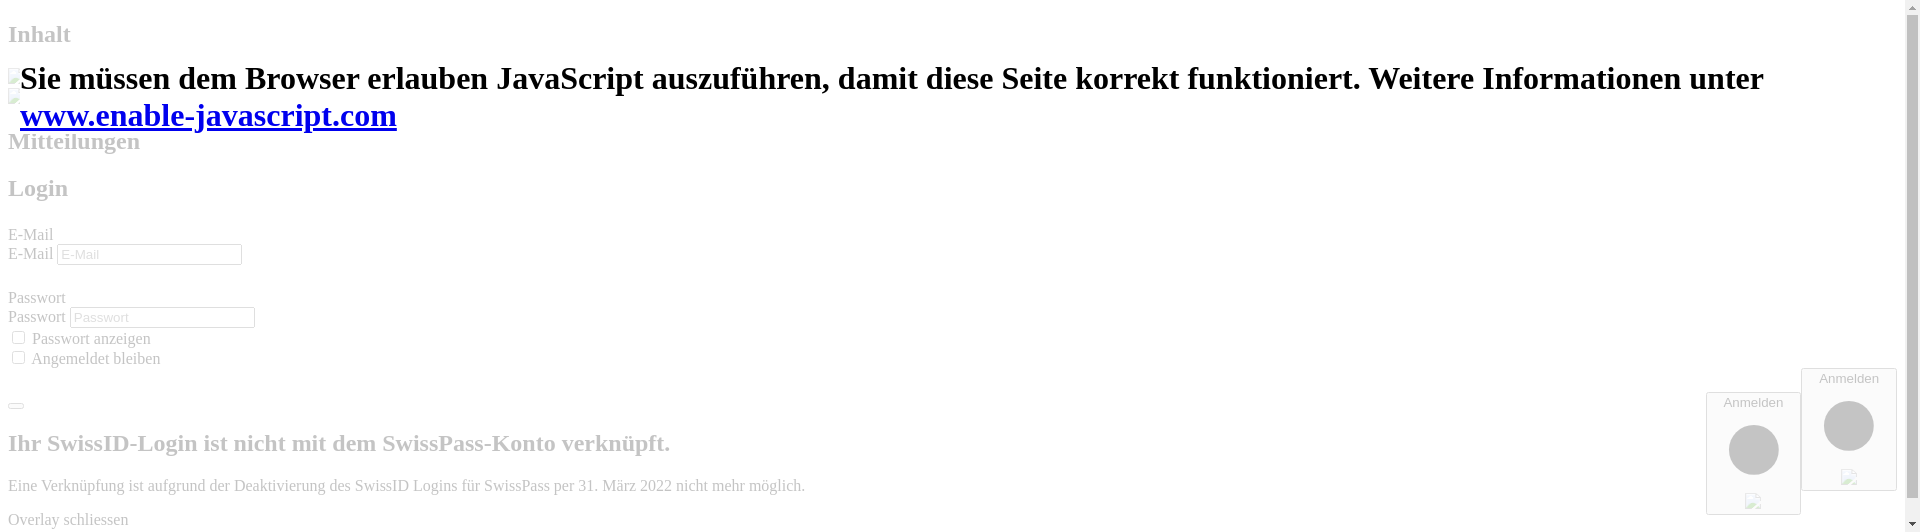 Inhalt
Sie müssen dem Browser erlauben JavaScript auszuführen, damit diese Seite korrekt funktioniert. Weitere Informationen unter
www.enable-javascript.com
Mitteilungen
Login
E-Mail
E-Mail E-Mail
Passwort
Passwort Passwort
Passwort anzeigen
Angemeldet bleiben
Anmelden
Anmelden
Ihr SwissID-Login ist nicht mit dem SwissPass-Konto verknüpft.
Eine Verknüpfung ist aufgrund der Deaktivierung des SwissID Logins für SwissPass per 31. März 2022 nicht mehr möglich.
Overlay schliessen